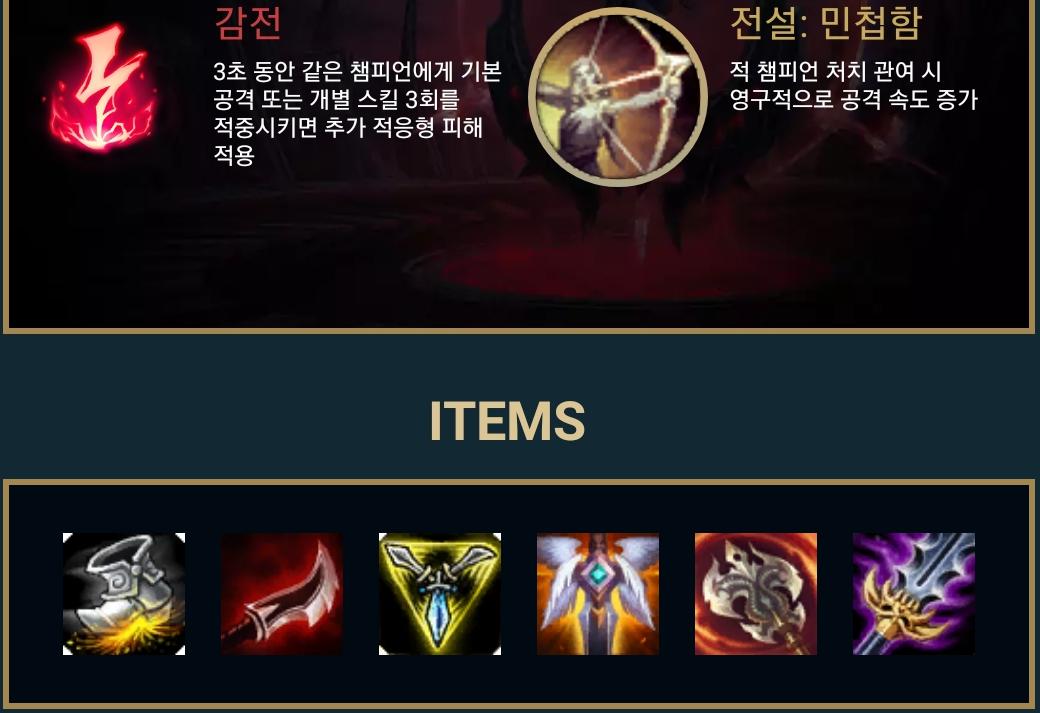 감전
3초 동안 같은 챔피언에게 기본
공격 또는 개별 스킬 3회를
적중시키면 추가 적응형 피해
적용
전설: 민첩함
적 챔피언 처치 관여 시
영구적으로 공격 속도 증가
ITEMS